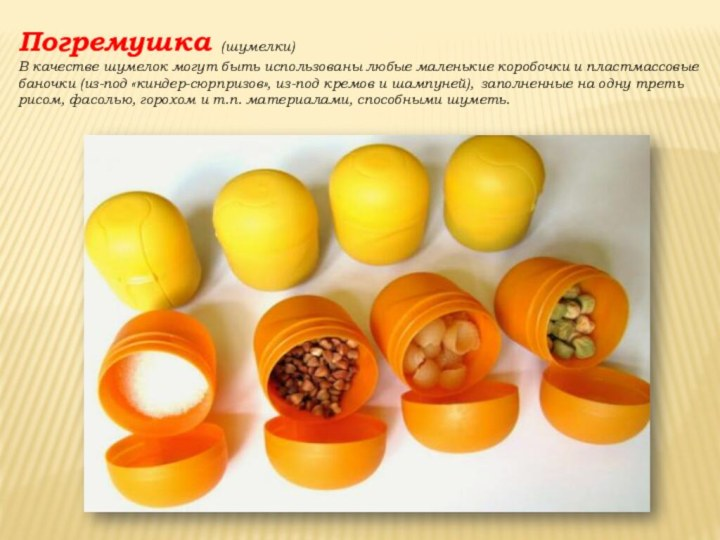 Погремушка (шумелки)
В качестве шумелок могут быть использованы любые маленькие коробочки и пластмассовые
баночки (из-под «киндер-сюрпризов», из-под кремов и шампуней), заполненные на одну треть
рисом, фасолью, горохом и т.п. материалами, способными шуметь.